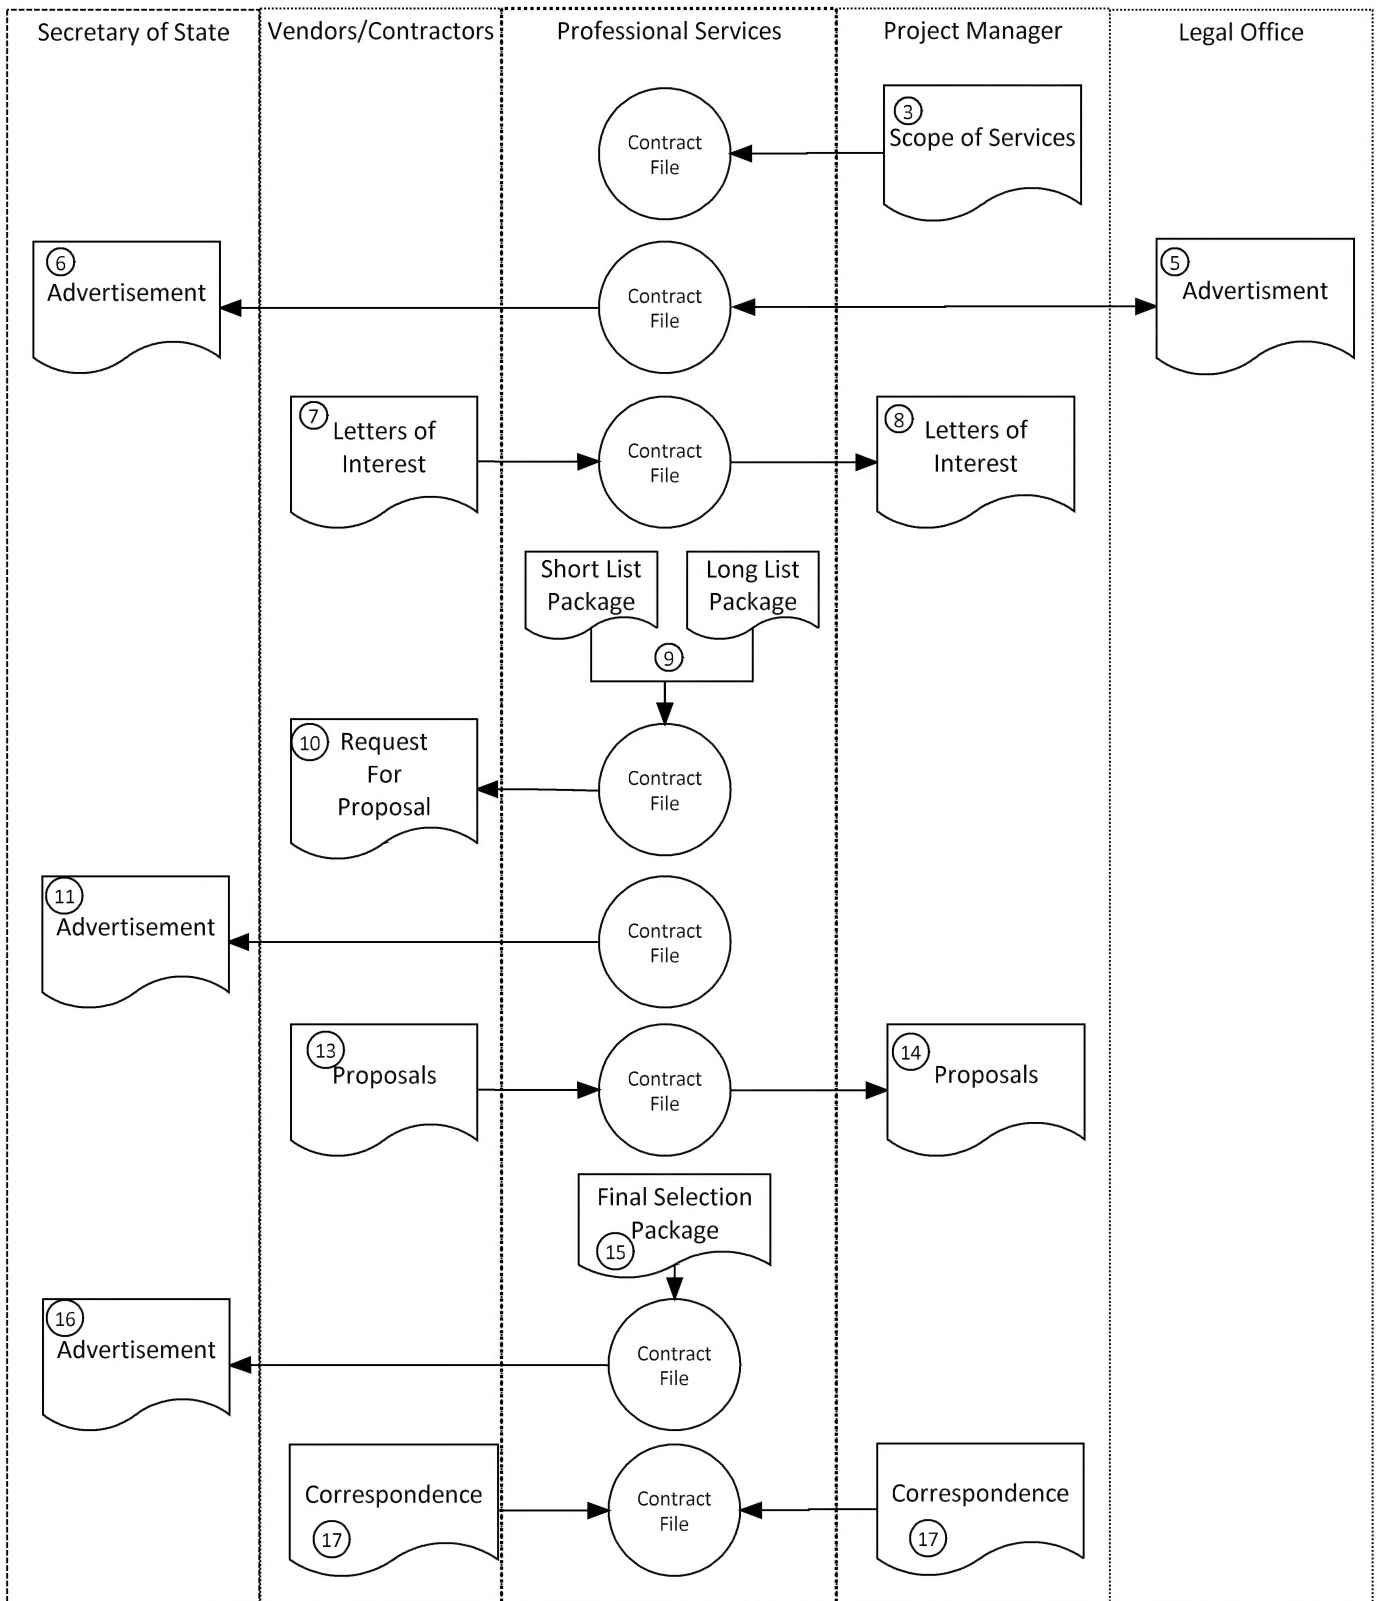 Secretary of State
Vendors/Contractors
Professional Services
Project Manager
Legal Office
Contract
File
3
Scope of Services
6
Advertisement
Contract
File
5
Advertisment
7
Letters of
Interest
Contract
File
8
Letters of
Interest
Short List
Package
Long List
Package
9
10 Request
For
Proposal
Contract
File
11
Advertisement
Contract
File
13
Proposals
Contract
File
14
Proposals
Final Selection
Package
15
16
Advertisement
Contract
File
Correspondence
17
Contract
File
Correspondence
17